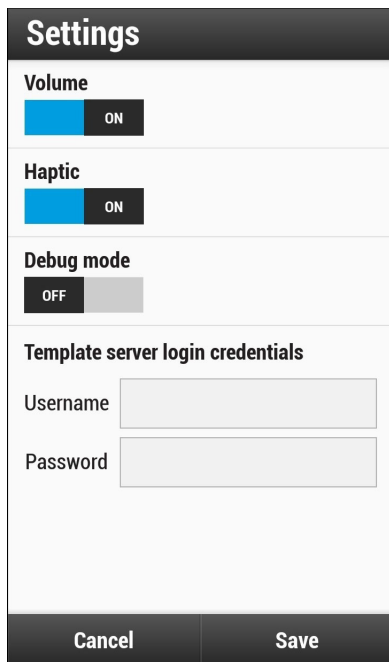 Settings
Volume
ON
Haptic
ON
Debug mode
OFF
Template server login credentials
Username
Password
Cancel Save